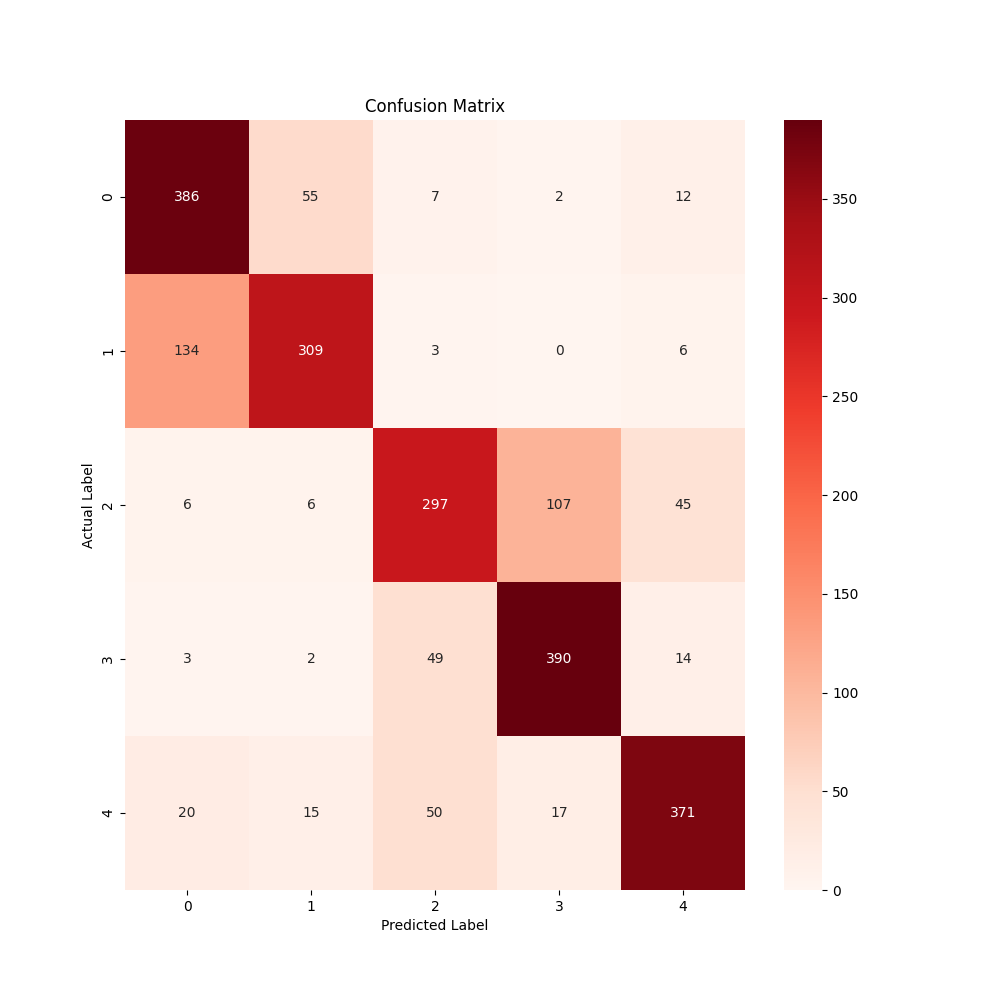 Confusion Matrix
0 386 55 7 2 12
1 134 309 3 0 6
2 6 6 297 107 45
3 3 2 49 390 14
4 20 15 50 17 371
0 1 2 3 4
Predicted Label
Actual Label
350
300
250
200
150
100
50
0